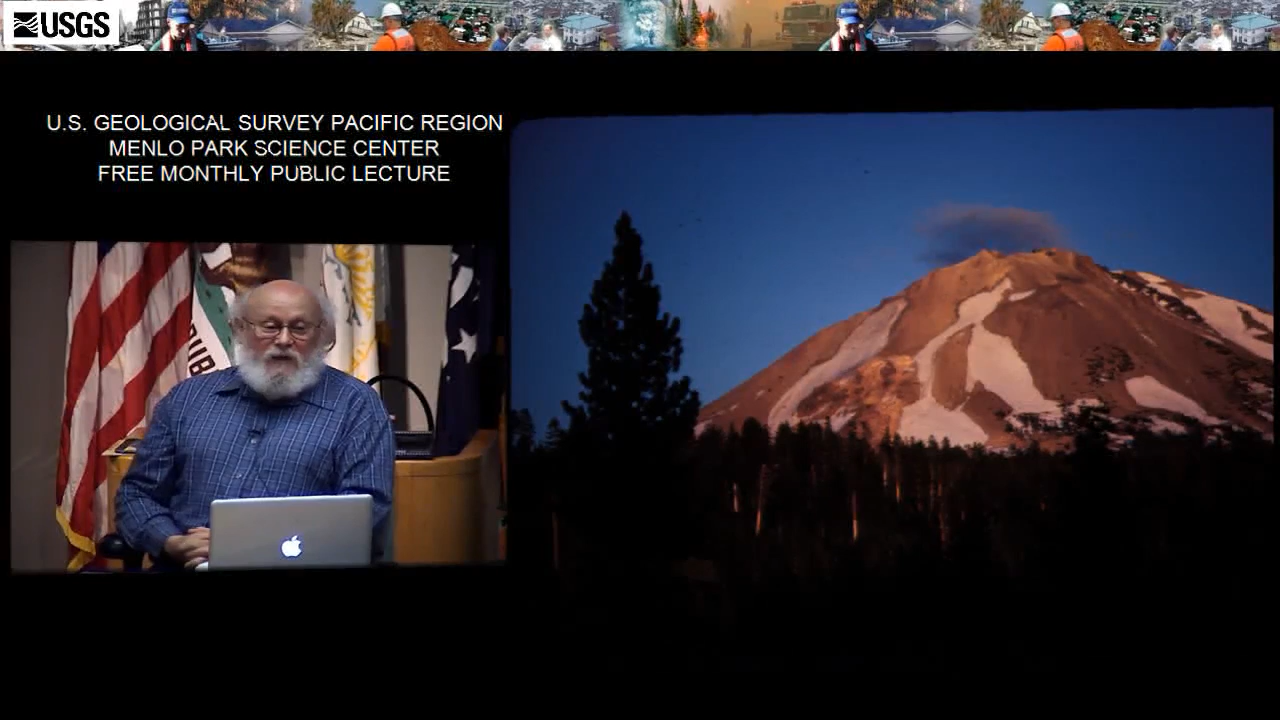 USGS
U.S. GEOLOGICAL SURVEY PACIFIC REGION
MENLO PARK SCIENCE CENTER
FREE MONTHLY PUBLIC LECTURE